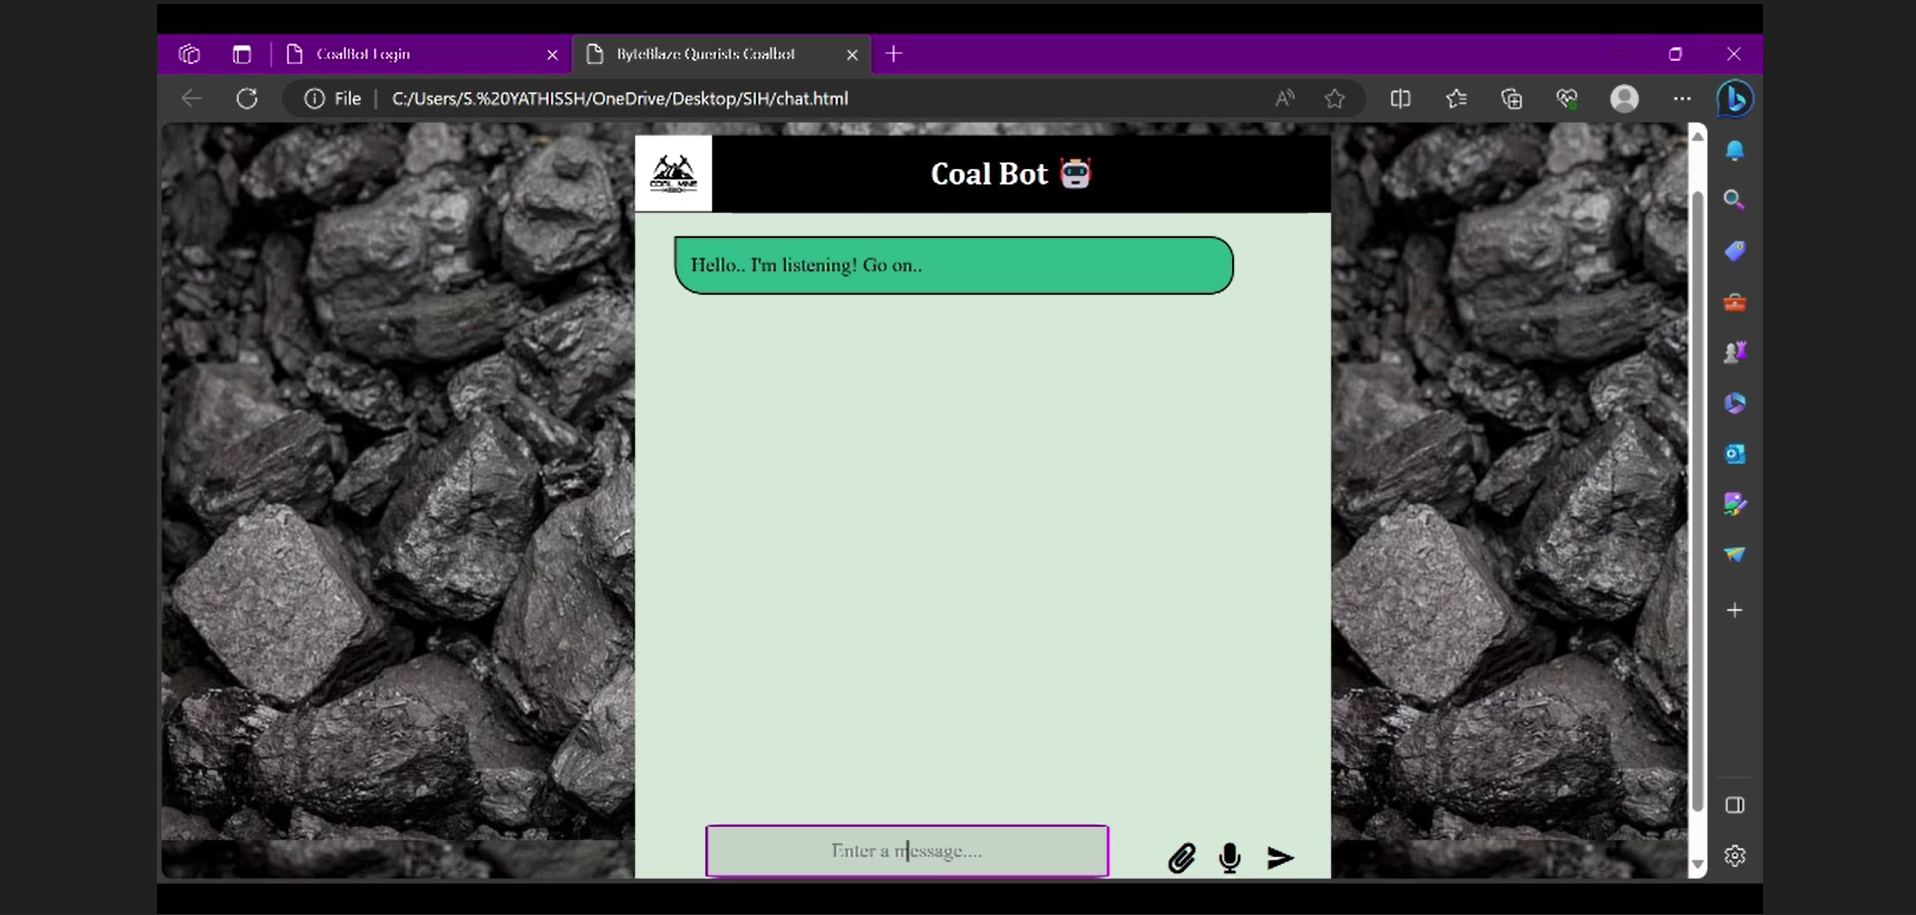 CoalBot Login
ByteBlaze Querists Coalbot
File
C:/Users/S.%20YATHISSH/OneDrive/Desktop/SIH/chat.html
COAL MINE
Coal Bot
Hello.. I'm listening! Go on..
Enter a message....